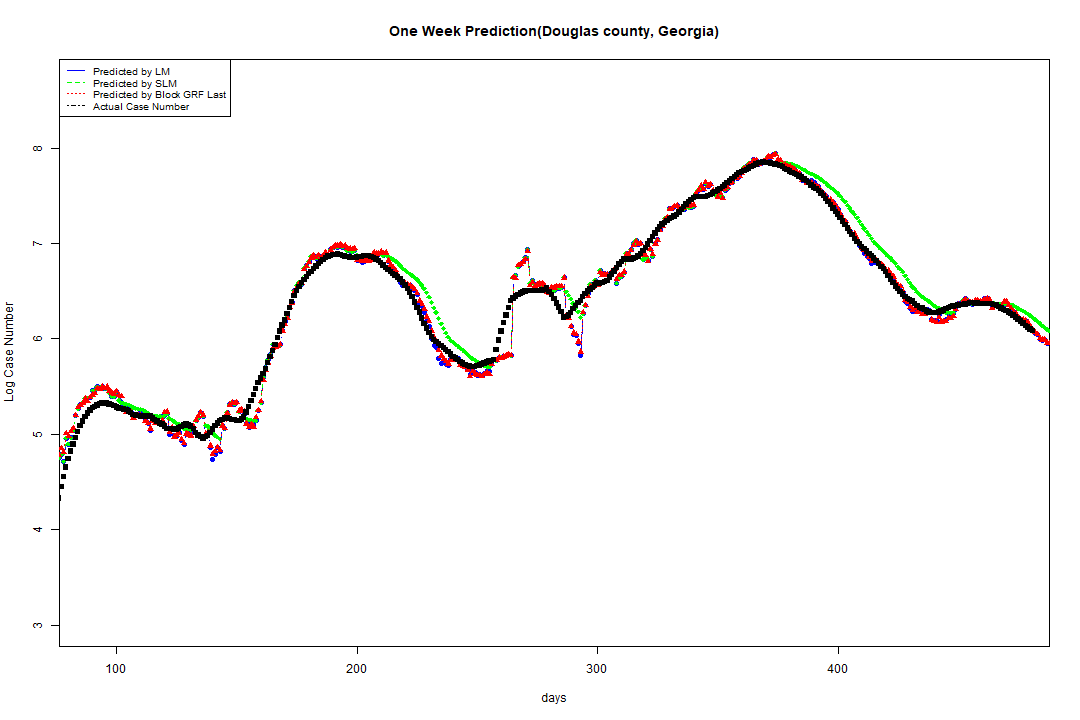 One Week Prediction(Douglas county, Georgia)
Predicted by LM
Predicted by SLM
Predicted by Block GRF Last
Actual Case Number
8
7
6
5
4
3
Log Case Number
100 200 300 400
days